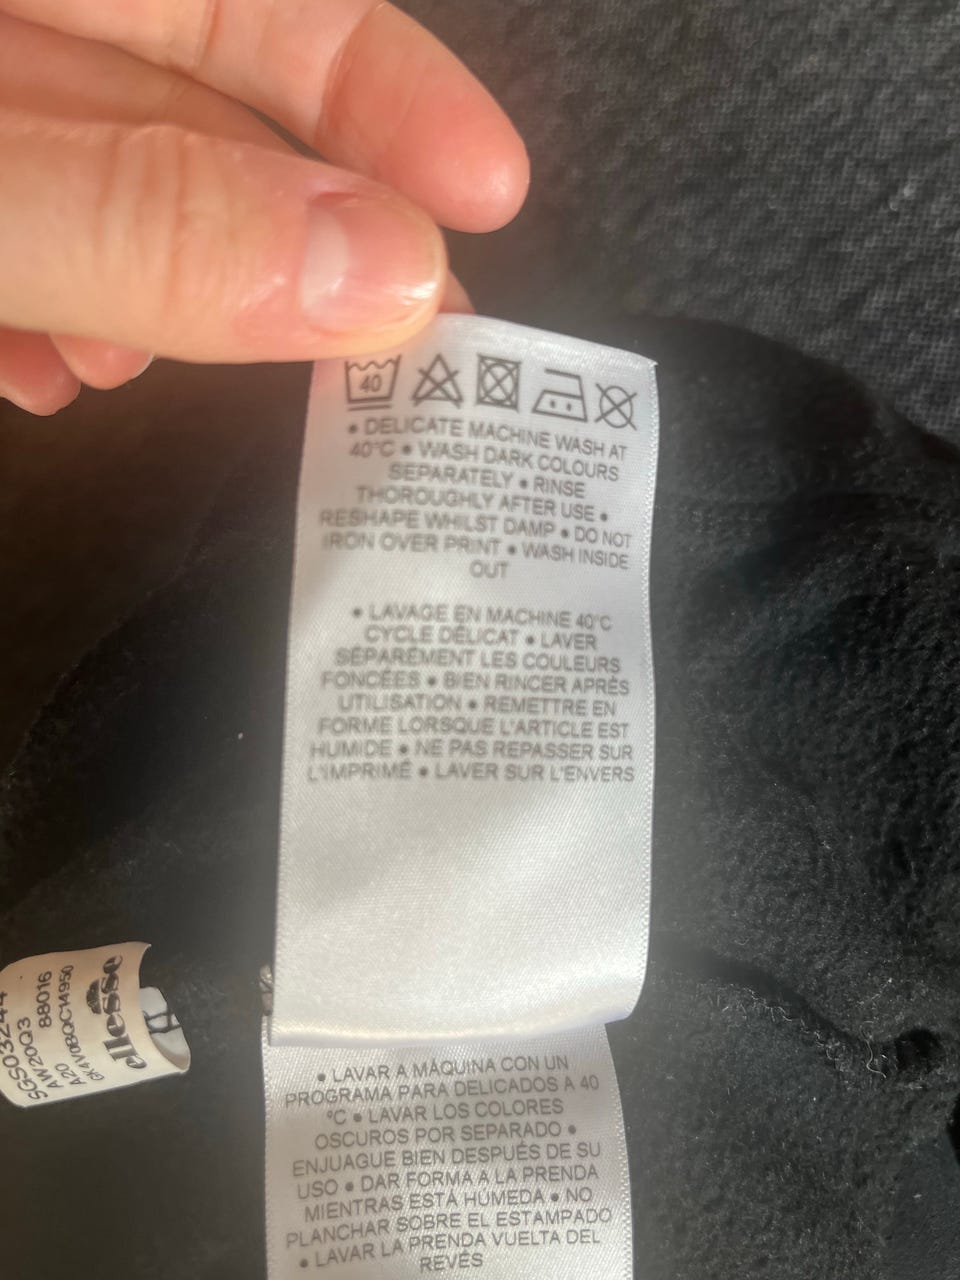 40
• DELICATE MACHINE WASH AT
40°C • WASH DARK COLOURS
SEPARATELY • RINSE
THOROUGHLY AFTER USE •
RESHAPE WHILST DAMP • DO NOT
IRON OVER PRINT • WASH INSIDE
OUT
• LAVAGE EN MACHINE 40°C
CYCLE DÉLICAT • LAVER
SÉPARÉMENT LES COULEURS
FONCÉES • BIEN RINCER APRÈS
UTILISATION • REMETTRE EN
FORME LORSQUE L'ARTICLE EST
HUMIDE • NE PAS REPASSER SUR
L'IMPRIMÉ • LAVER SUR L'ENVERS
• LAVAR A MÁQUINA CON UN
PROGRAMA PARA DELICADOS A 40
°C • LAVAR LOS COLORES
OSCUROS POR SEPARADO •
ENJUAGUE BIEN DESPUÉS DE SU
USO • DAR FORMA A LA PRENDA
MIENTRAS ESTÁ HÚMEDA • NO
PLANCHAR SOBRE EL ESTAMPADO
• LAVAR LA PRENDA VUELTA DEL
REVÉS
SGS03244
AW20Q3 88016
A20
ellesse